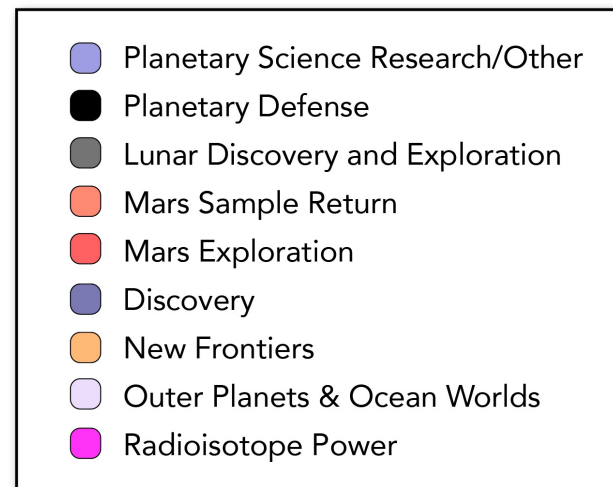 Planetary Science Research/Other
Planetary Defense
Lunar Discovery and Exploration
Mars Sample Return
Mars Exploration
Discovery
New Frontiers
Outer Planets & Ocean Worlds
Radioisotope Power